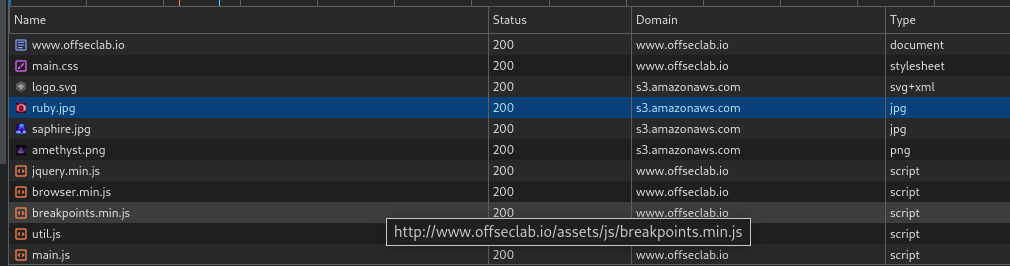 Name Status Domain Type
www.offseclab.io 200 www.offseclab.io document
main.css 200 www.offseclab.io stylesheet
logo.svg 200 s3.amazonaws.com svg+xml
ruby.jpg 200 s3.amazonaws.com jpg
saphire.jpg 200 s3.amazonaws.com jpg
amethyst.png 200 s3.amazonaws.com png
jquery.min.js 200 www.offseclab.io script
browser.min.js 200 www.offseclab.io script
breakpoints.min.js 200 www.offseclab.io script
util.js script
http://www.offseclab.io/assets/js/breakpoints.min.js
main.js 200 www.offseclab.io script